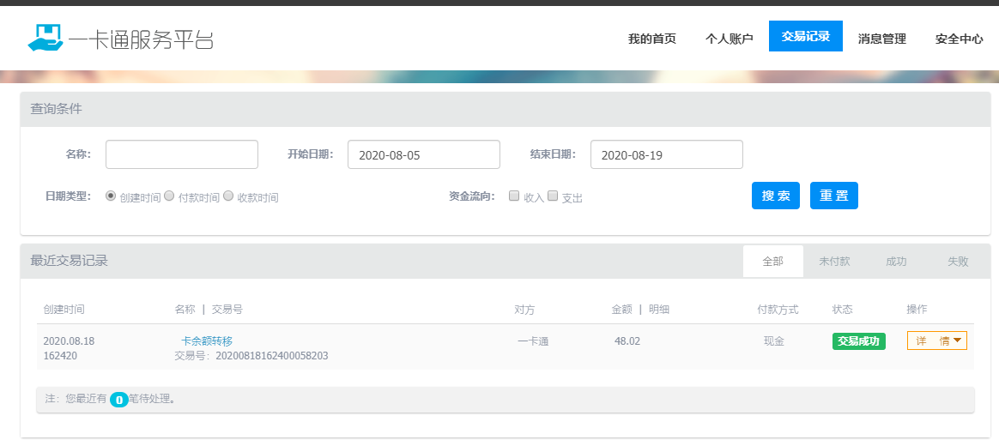 一卡通服务平台
我的首页 个人账户 交易记录 消息管理 安全中心
查询条件
名称： 开始日期： 2020-08-05 结束日期： 2020-08-19
日期类型： 创建时间 付款时间 收款时间 资金流向： 收入 支出 搜 索 重 置
最近交易记录 全部 未付款 成功 失败
创建时间 名称 | 交易号 对方 金额 | 明细 付款方式 状态 操作
2020.08.18 卡余额转移 一卡通 48.02 现金 交易成功 详 情
162420 交易号：20200818162400058203
注：您最近有 0 笔待处理。